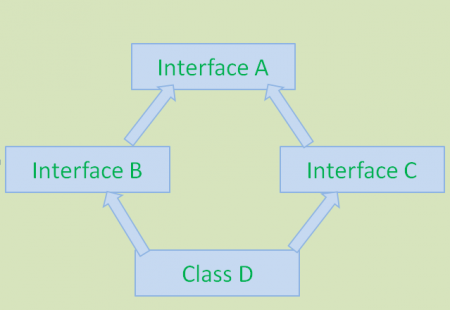 Interface A
Interface B
Interface C
Class D